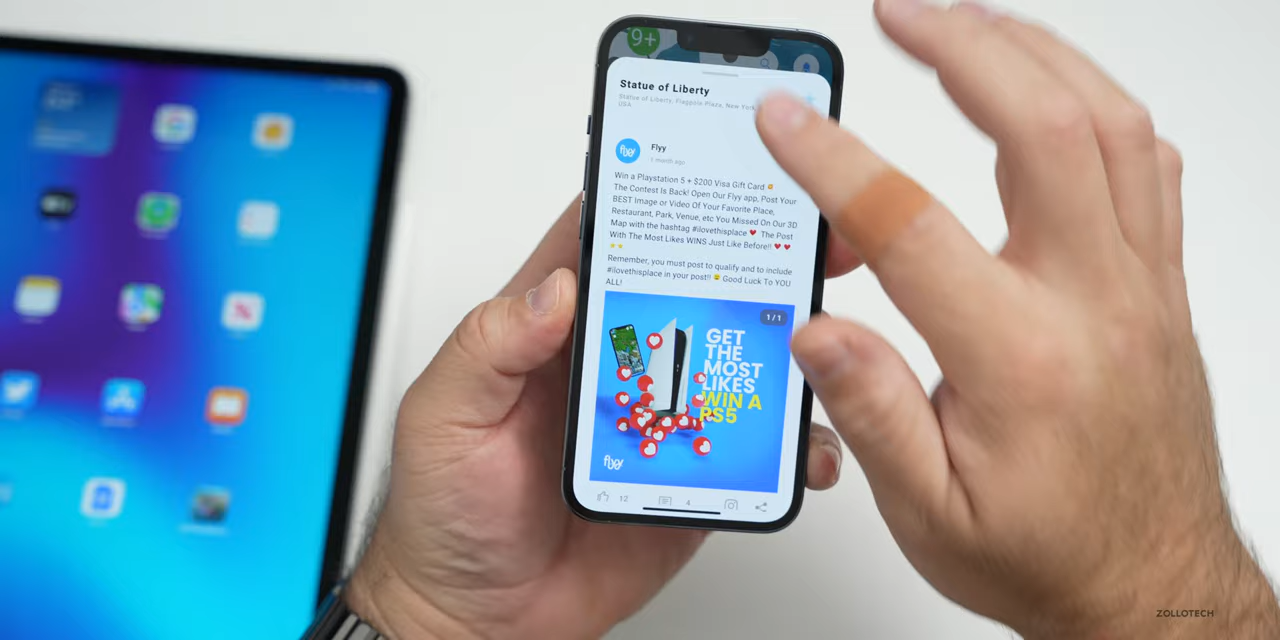 9+
Statue of Liberty
Statue of Liberty, Flagpole Plaza, New York
USA
flyy
Flyy
1 month ago
Win a Playstation 5 + $200 Visa Gift Card
The Contest Is Back! Open Our Flyy app, Post Your
BEST Image or Video Of Your Favorite Place,
Restaurant, Park, Venue, etc You Missed On Our 3D
Map with the hashtag #ilovethisplace ❤️ The Post
With The Most Likes WINS Just Like Before!! ❤️ ❤️
⭐⭐
Remember, you must post to qualify and to include
#ilovethisplace in your post!! Good Luck To YOU
ALL!
1 / 1
GET
THE
MOST
LIKES
WIN A
PS5
flyy
12
4
ZOLLOTECH